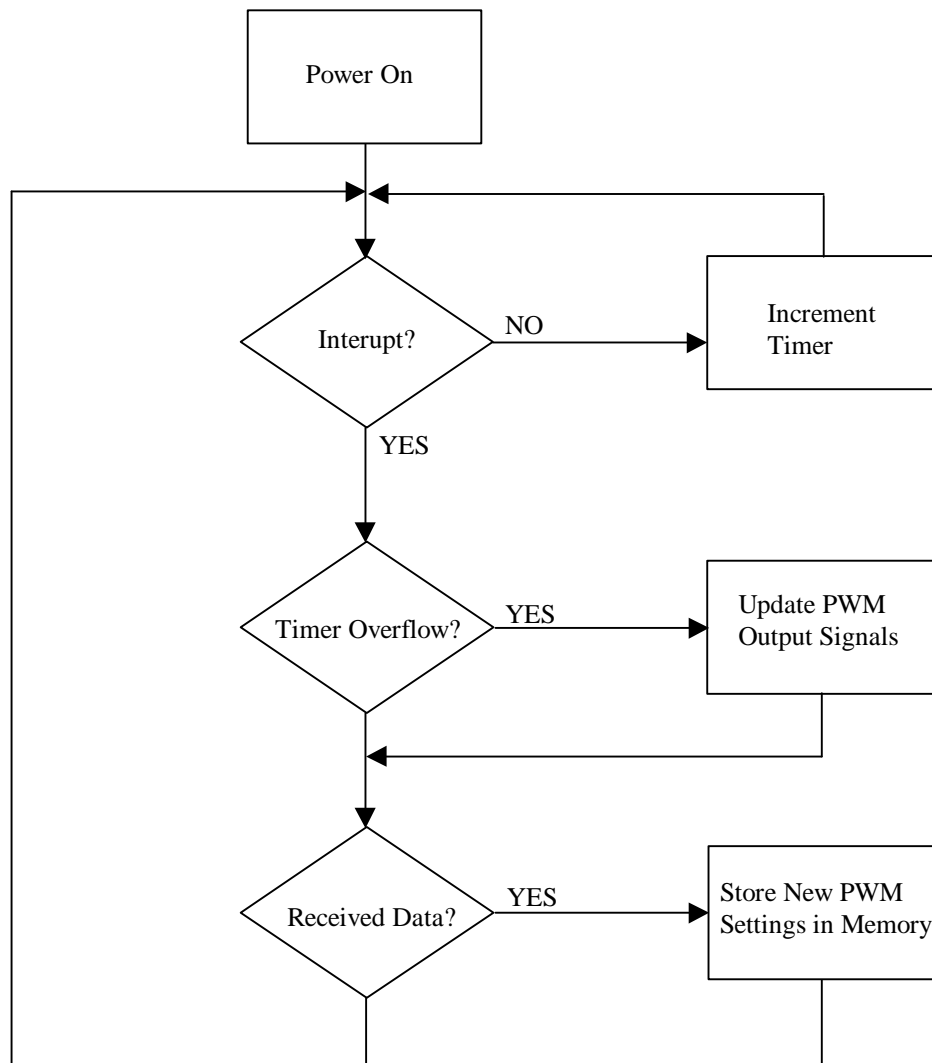 Power On
Interupt?
NO
Increment
Timer
YES
Timer Overflow?
YES
Update PWM
Output Signals
Received Data?
YES
Store New PWM
Settings in Memory